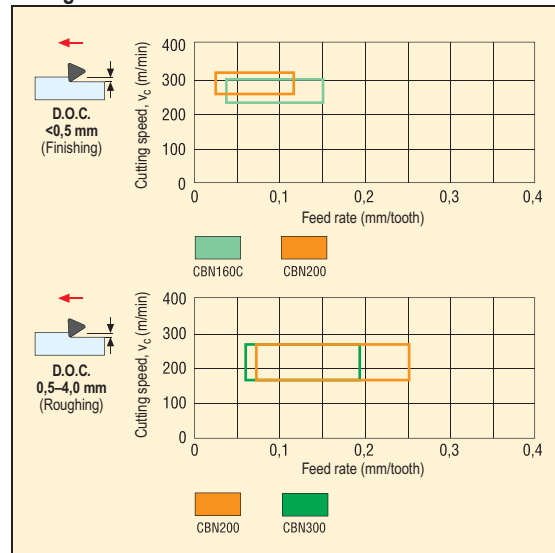 D.O.C.
<0,5 mm
(Finishing)
Cutting speed, vc (m/min)
400
300
200
100
0
0
0,1
0,2
0,3
0,4
Feed rate (mm/tooth)
CBN160C
CBN200
D.O.C.
0,5–4,0 mm
(Roughing)
Cutting speed, vc (m/min)
400
300
200
100
0
0
0,1
0,2
0,3
0,4
Feed rate (mm/tooth)
CBN200
CBN300